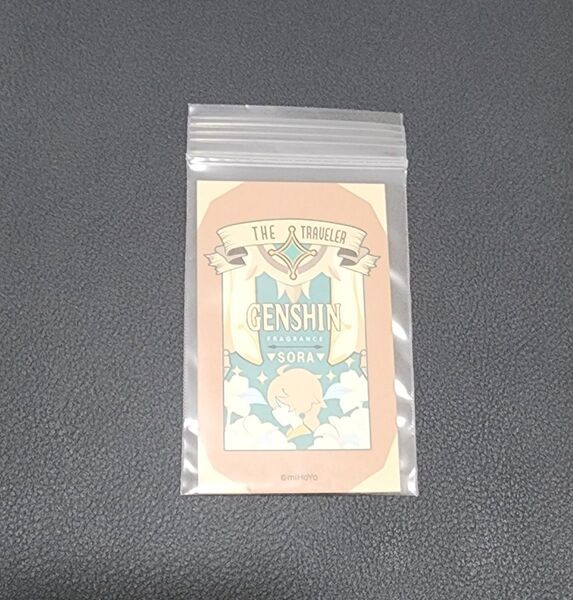 THE TRAVELER
GENSHIN
FRAGRANCE
▼SORA▼
©miHoYo